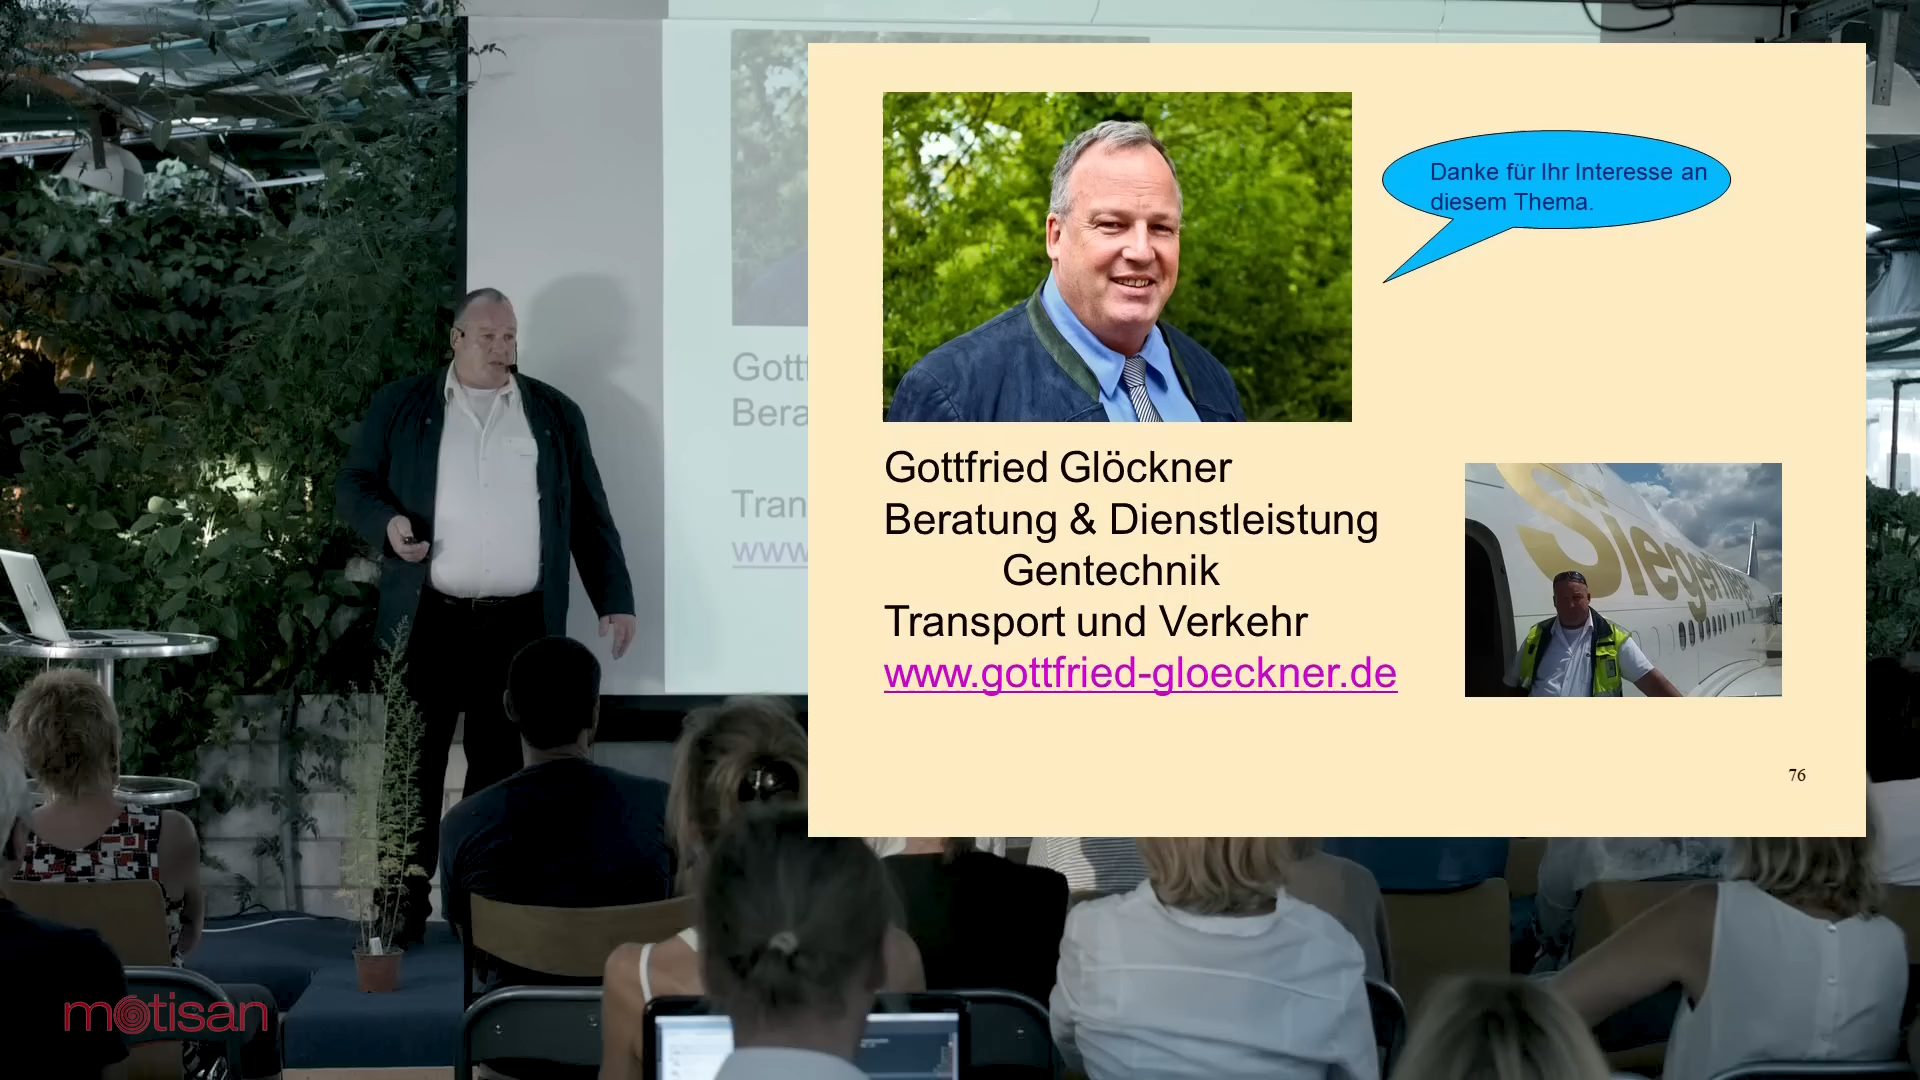 Danke für Ihr Interesse an
diesem Thema.
Gottfried Glöckner
Beratung & Dienstleistung
Gentechnik
Transport und Verkehr
www.gottfried-gloeckner.de
76
Gott
Bera
Tran
www
motisan